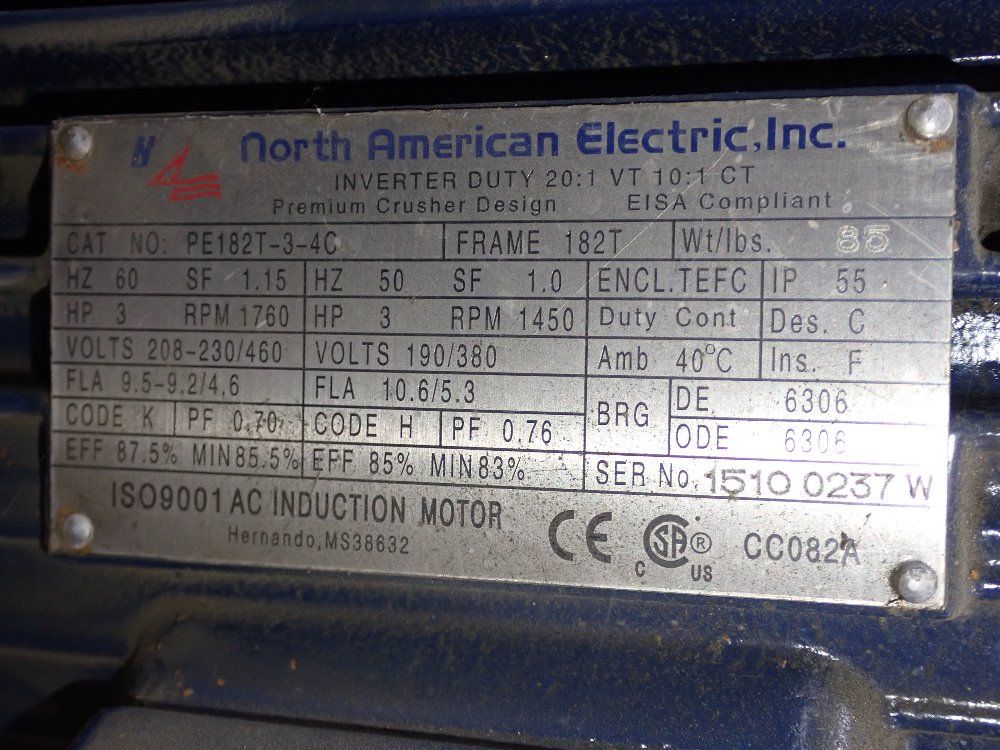 North American Electric, Inc.
INVERTER DUTY 20:1 VT 10:1 CT
Premium Crusher Design EISA Compliant
CAT NO: PE182T-3-4C FRAME 182T Wt/lbs. 85
HZ 60 SF 1.15 HZ 50 SF 1.0 ENCL.TEFC IP 55
HP 3 RPM 1760 HP 3 RPM 1450 Duty Cont Des. C
VOLTS 208-230/460 VOLTS 190/380 Amb 40°C Ins. F
FLA 9.5-9.2/4.6 FLA 10.6/5.3 BRG DE 6306
CODE K PF 0.70 CODE H PF 0.76 ODE 6306
EFF 87.5% MIN85.5% EFF 85% MIN83% SER No. 1510 0237 W
ISO9001 AC INDUCTION MOTOR
Hernando, MS38632
CE C SA ® C US CC082A